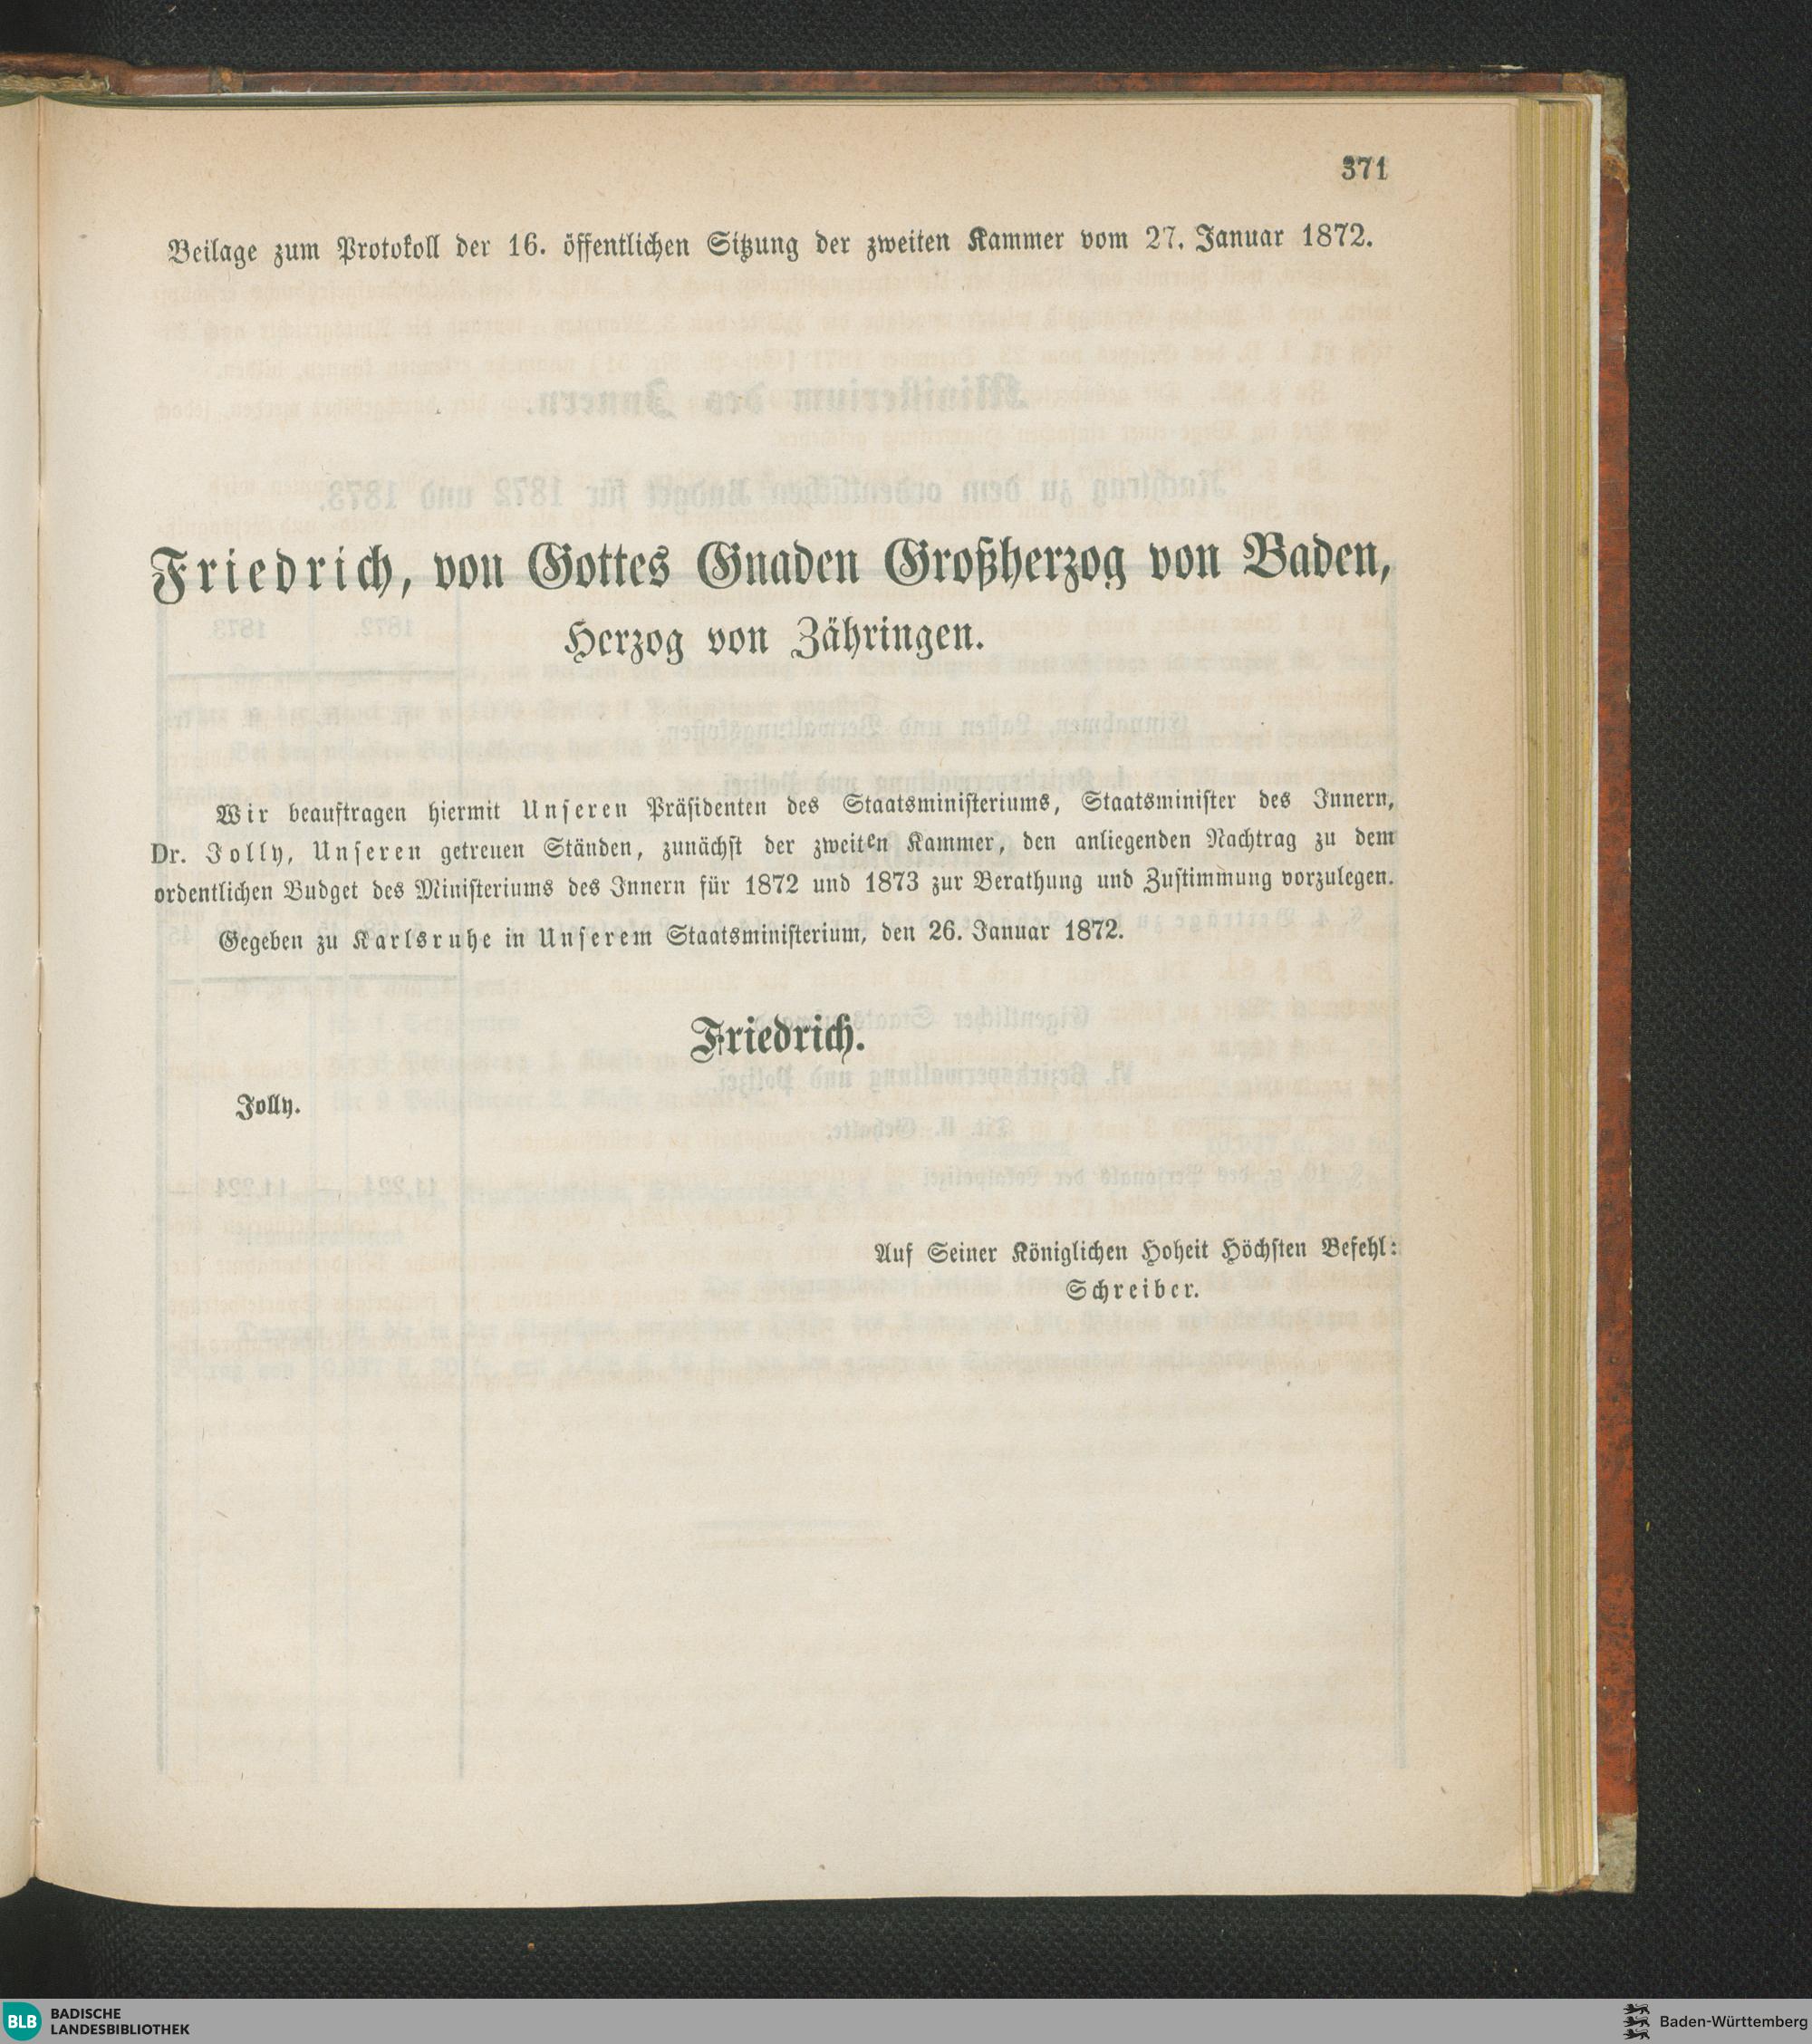 371
Beilage zum Protokoll der 16. öffentlichen Sitzung der zweiten Kammer vom 27. Januar 1872.
Friedrich, von Gottes Gnaden Großherzog von Baden,
Herzog von Zähringen.
Wir beauftragen hiermit Unseren Präsidenten des Staatsministeriums, Staatsminister des Innern,
Dr. Jolly, Unseren getreuen Ständen, zunächst der zweiten Kammer, den anliegenden Nachtrag zu dem
ordentlichen Budget des Ministeriums des Innern für 1872 und 1873 zur Berathung und Zustimmung vorzulegen.
Gegeben zu Karlsruhe in Unserem Staatsministerium, den 26. Januar 1872.
Friedrich.
Jolly.
Auf Seiner Königlichen Hoheit Höchsten Befehl:
Schreiber.
BLB BADISCHE
LANDESBIBLIOTHEK
Baden-Württemberg